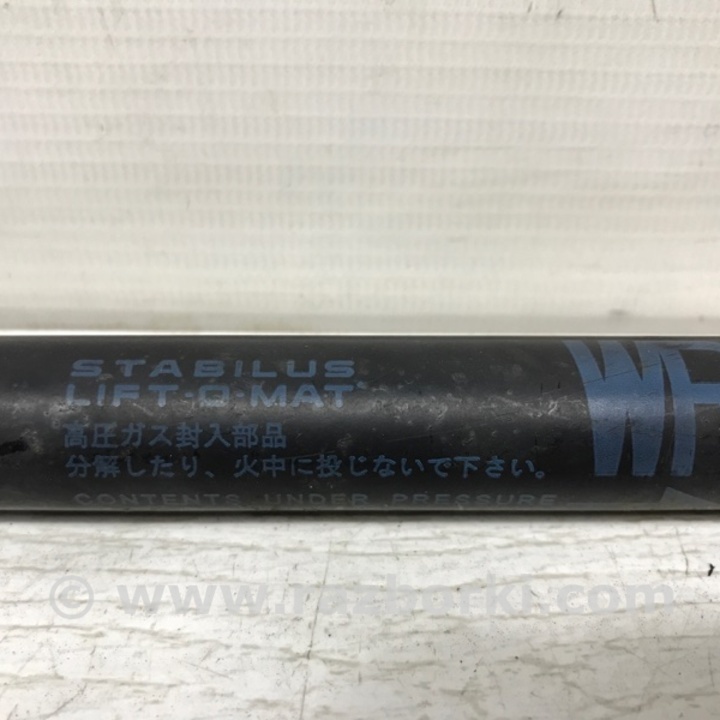 STABILUS
LIFT-O-MAT
高圧ガス封入部品
分解したり、火中に投じないで下さい。
CONTENTS UNDER PRESSURE
© www.razborki.com